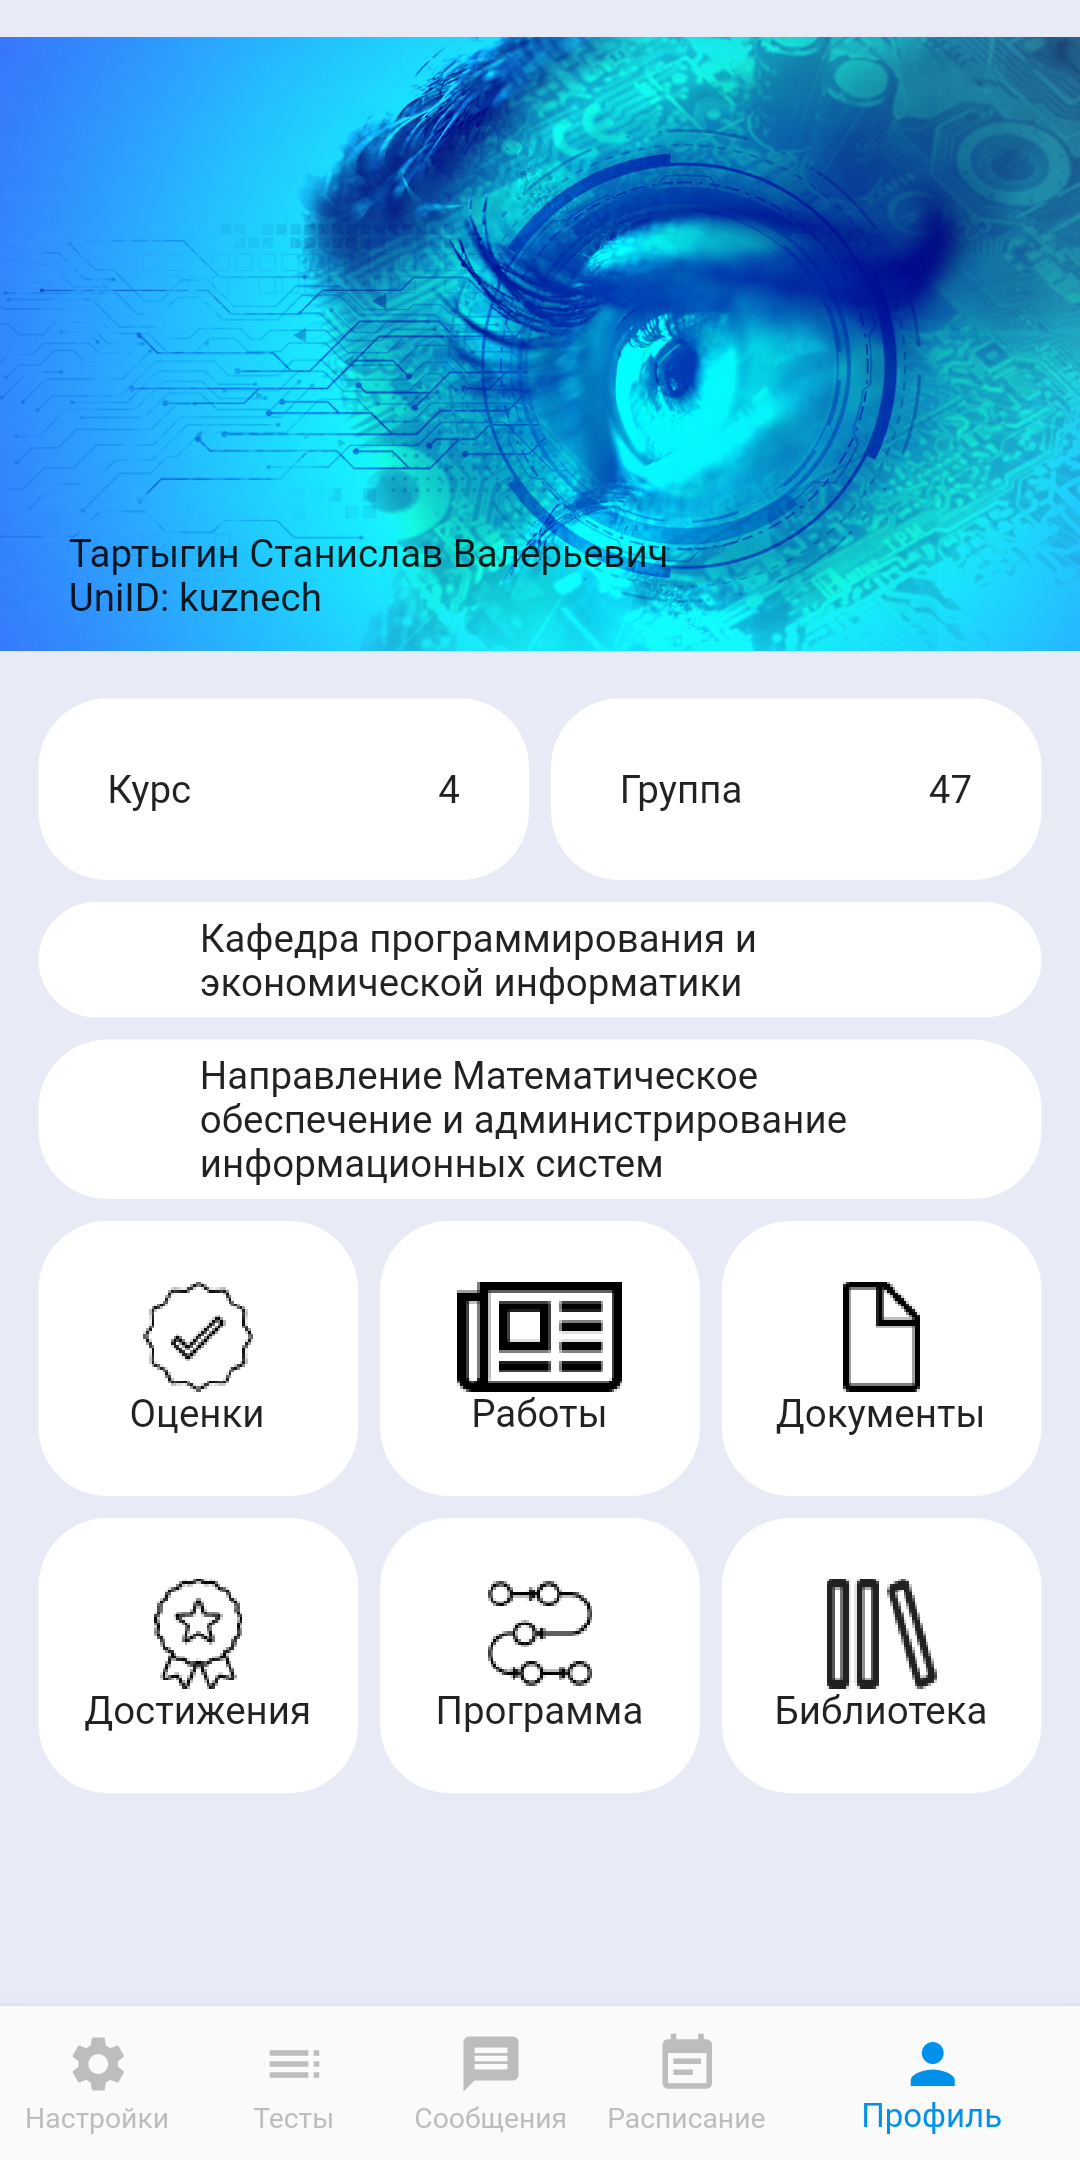 Тартыгин Станислав Валерьевич
UniID: kuznech
Курс 4
Группа 47
Кафедра программирования и
экономической информатики
Направление Математическое
обеспечение и администрирование
информационных систем
Оценки
Работы
Документы
Достижения
Программа
Библиотека
Настройки
Тесты
Сообщения
Расписание
Профиль